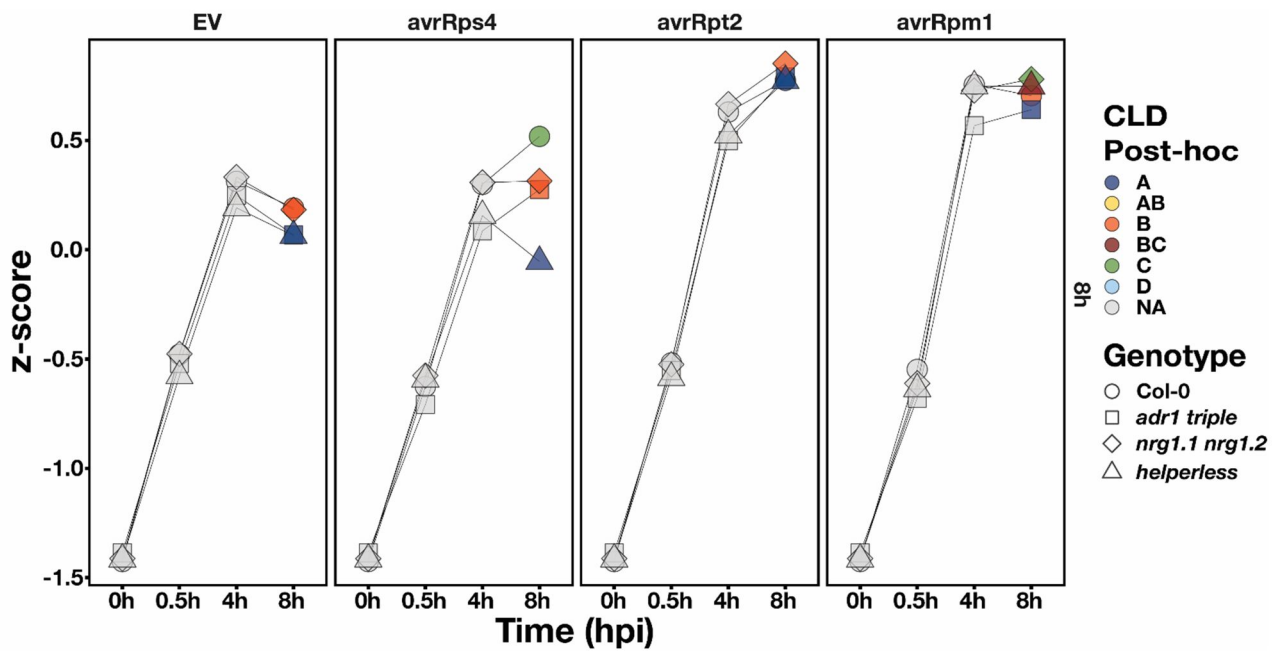 EV avrRps4 avrRpt2 avrRpm1
z-score
0.5
0.0
-0.5
-1.0
-1.5
0h 0.5h 4h 8h 0h 0.5h 4h 8h 0h 0.5h 4h 8h 0h 0.5h 4h 8h
Time (hpi)
8h
CLD
Post-hoc
A
AB
B
BC
C
D
NA
Genotype
Col-0
adr1 triple
nrg1.1 nrg1.2
helperless